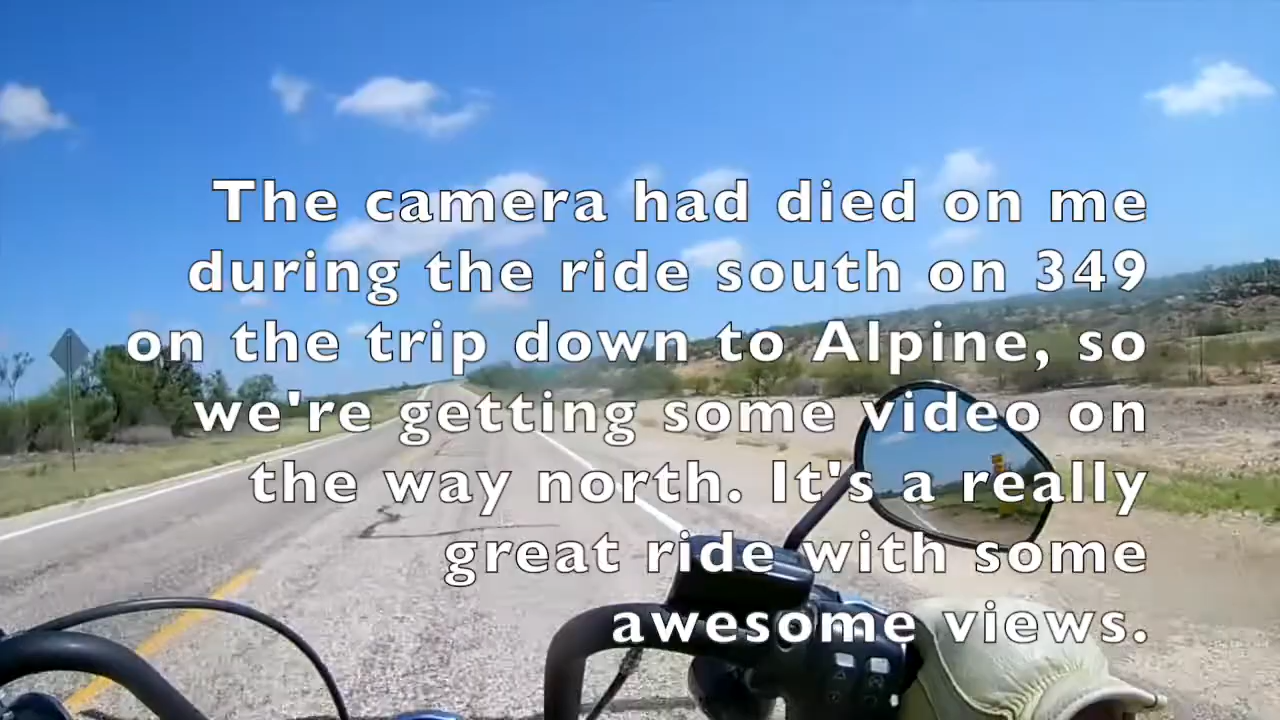 The camera had died on me
during the ride south on 349
on the trip down to Alpine, so
we're getting some video on
the way north. It's a really
great ride with some
awesome views.